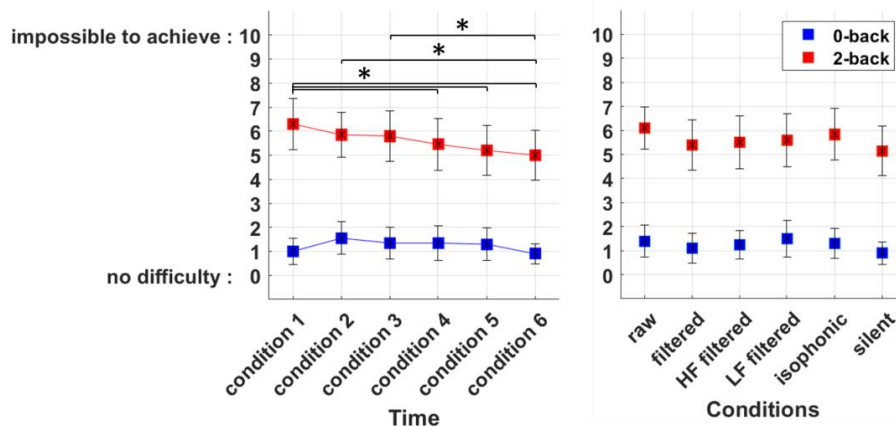 impossible to achieve : 10
9
8
7
6
5
4
3
2
1
no difficulty : 0
*
*
*
condition 1
condition 2
condition 3
condition 4
condition 5
condition 6
Time
10
9
8
7
6
5
4
3
2
1
0
0-back
2-back
raw
filtered
HF filtered
LF filtered
isophonic
silent
Conditions